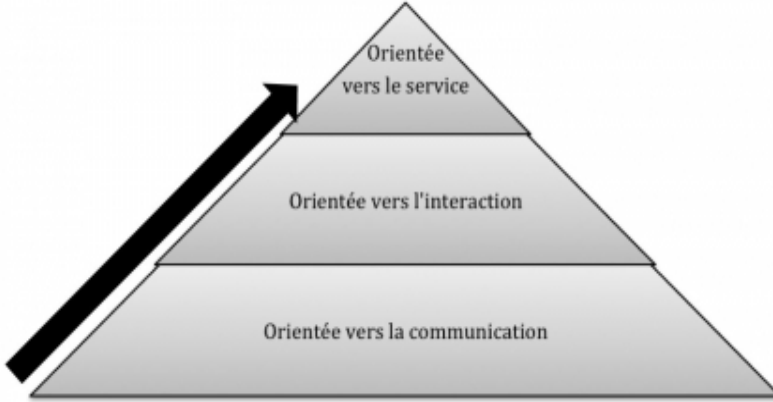 Orientée
vers le service
Orientée vers l'interaction
Orientée vers la communication